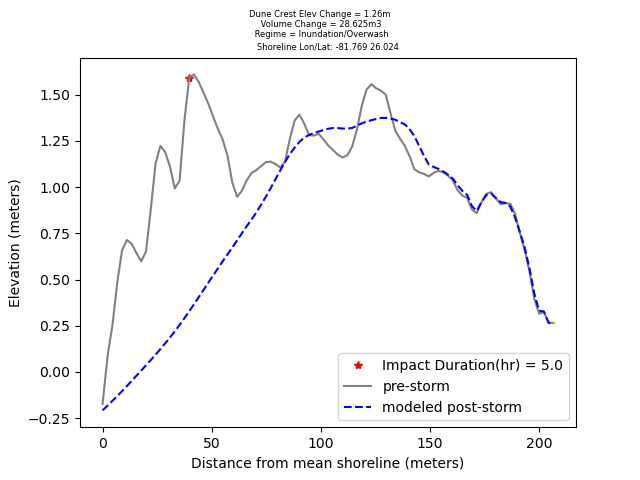 Dune Crest Elev Change = 1.26m
Volume Change = 28.625m3
Regime = Inundation/Overwash
Shoreline Lon/Lat: -81.769 26.024
1.50
1.25
1.00
0.75
0.50
0.25
0.00
−0.25
Elevation (meters)
Impact Duration(hr) = 5.0
pre-storm
modeled post-storm
0 50 100 150 200
Distance from mean shoreline (meters)